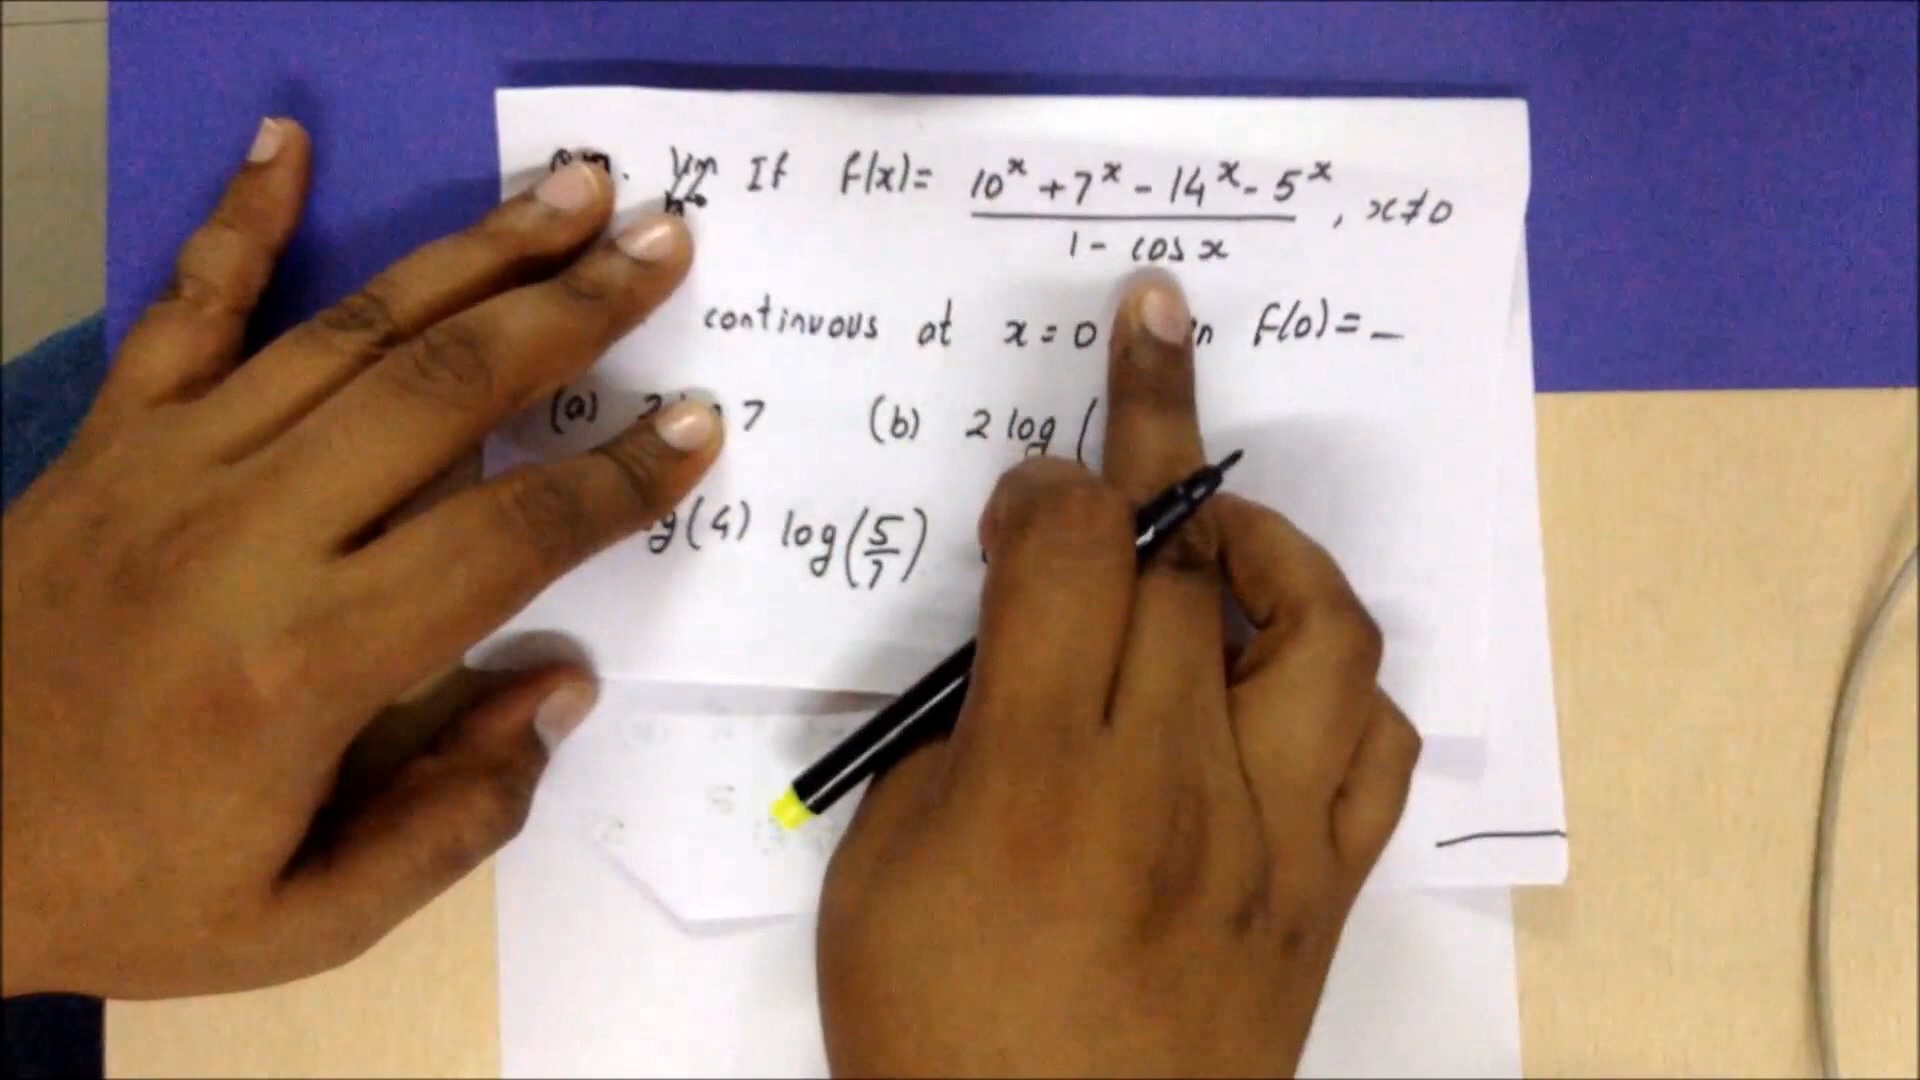 If f(x)= 10^x + 7^x - 14^x - 5^x / 1 - cos x , x≠0
continuous at x = 0 f(0) = _
(a) 7 (b) 2 log (
(4) log(5/7)